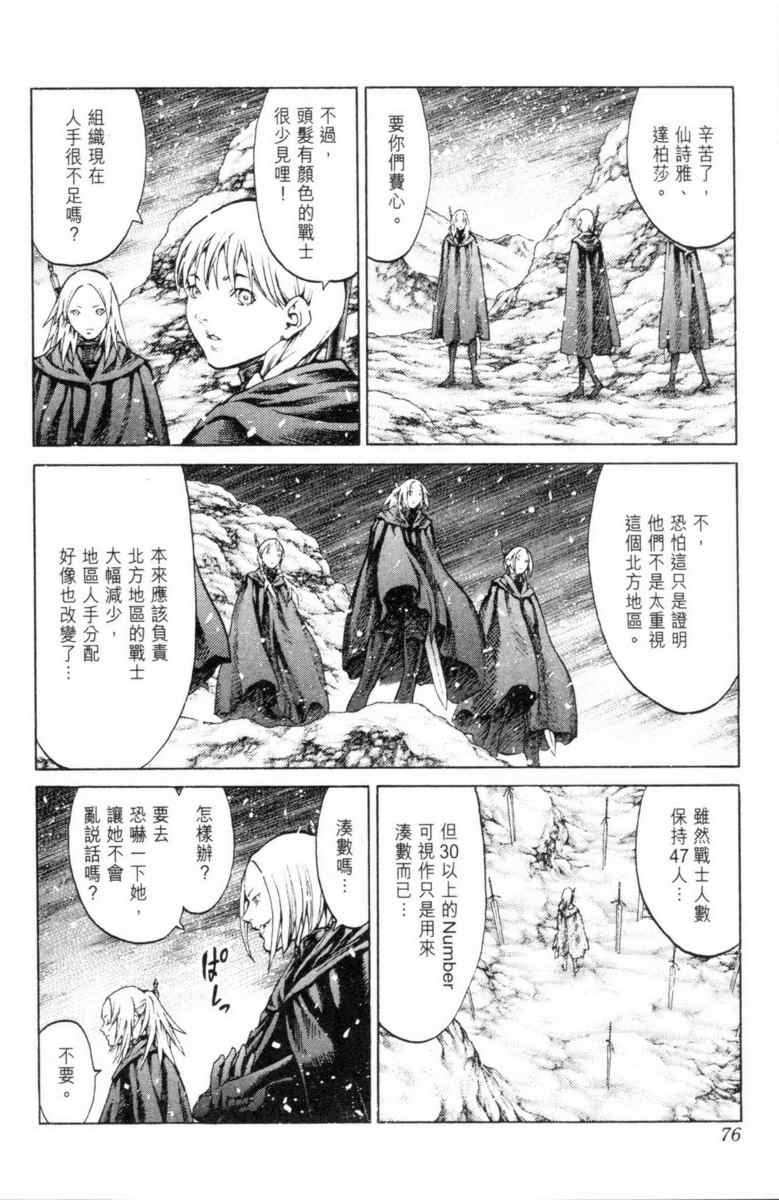 辛苦了，
仙詩雅、
達柏莎。
要你們費心。
不過，
頭髮有顏色的戰士
很少見哩！
組織現在
人手很不足嗎？
不，
恐怕這只是證明
他們不是太重視
這個北方地區。
本來應該負責
北方地區的戰士
大幅減少，
地區人手分配
好像也改變了…
雖然戰士人數
保持47人…
但30以上的Number
可視作只是用來
湊數而已…
湊數嗎…
怎樣辦？
要去
恐嚇一下她，
讓她不會
亂說話嗎？
ぱしっ
不要。
76